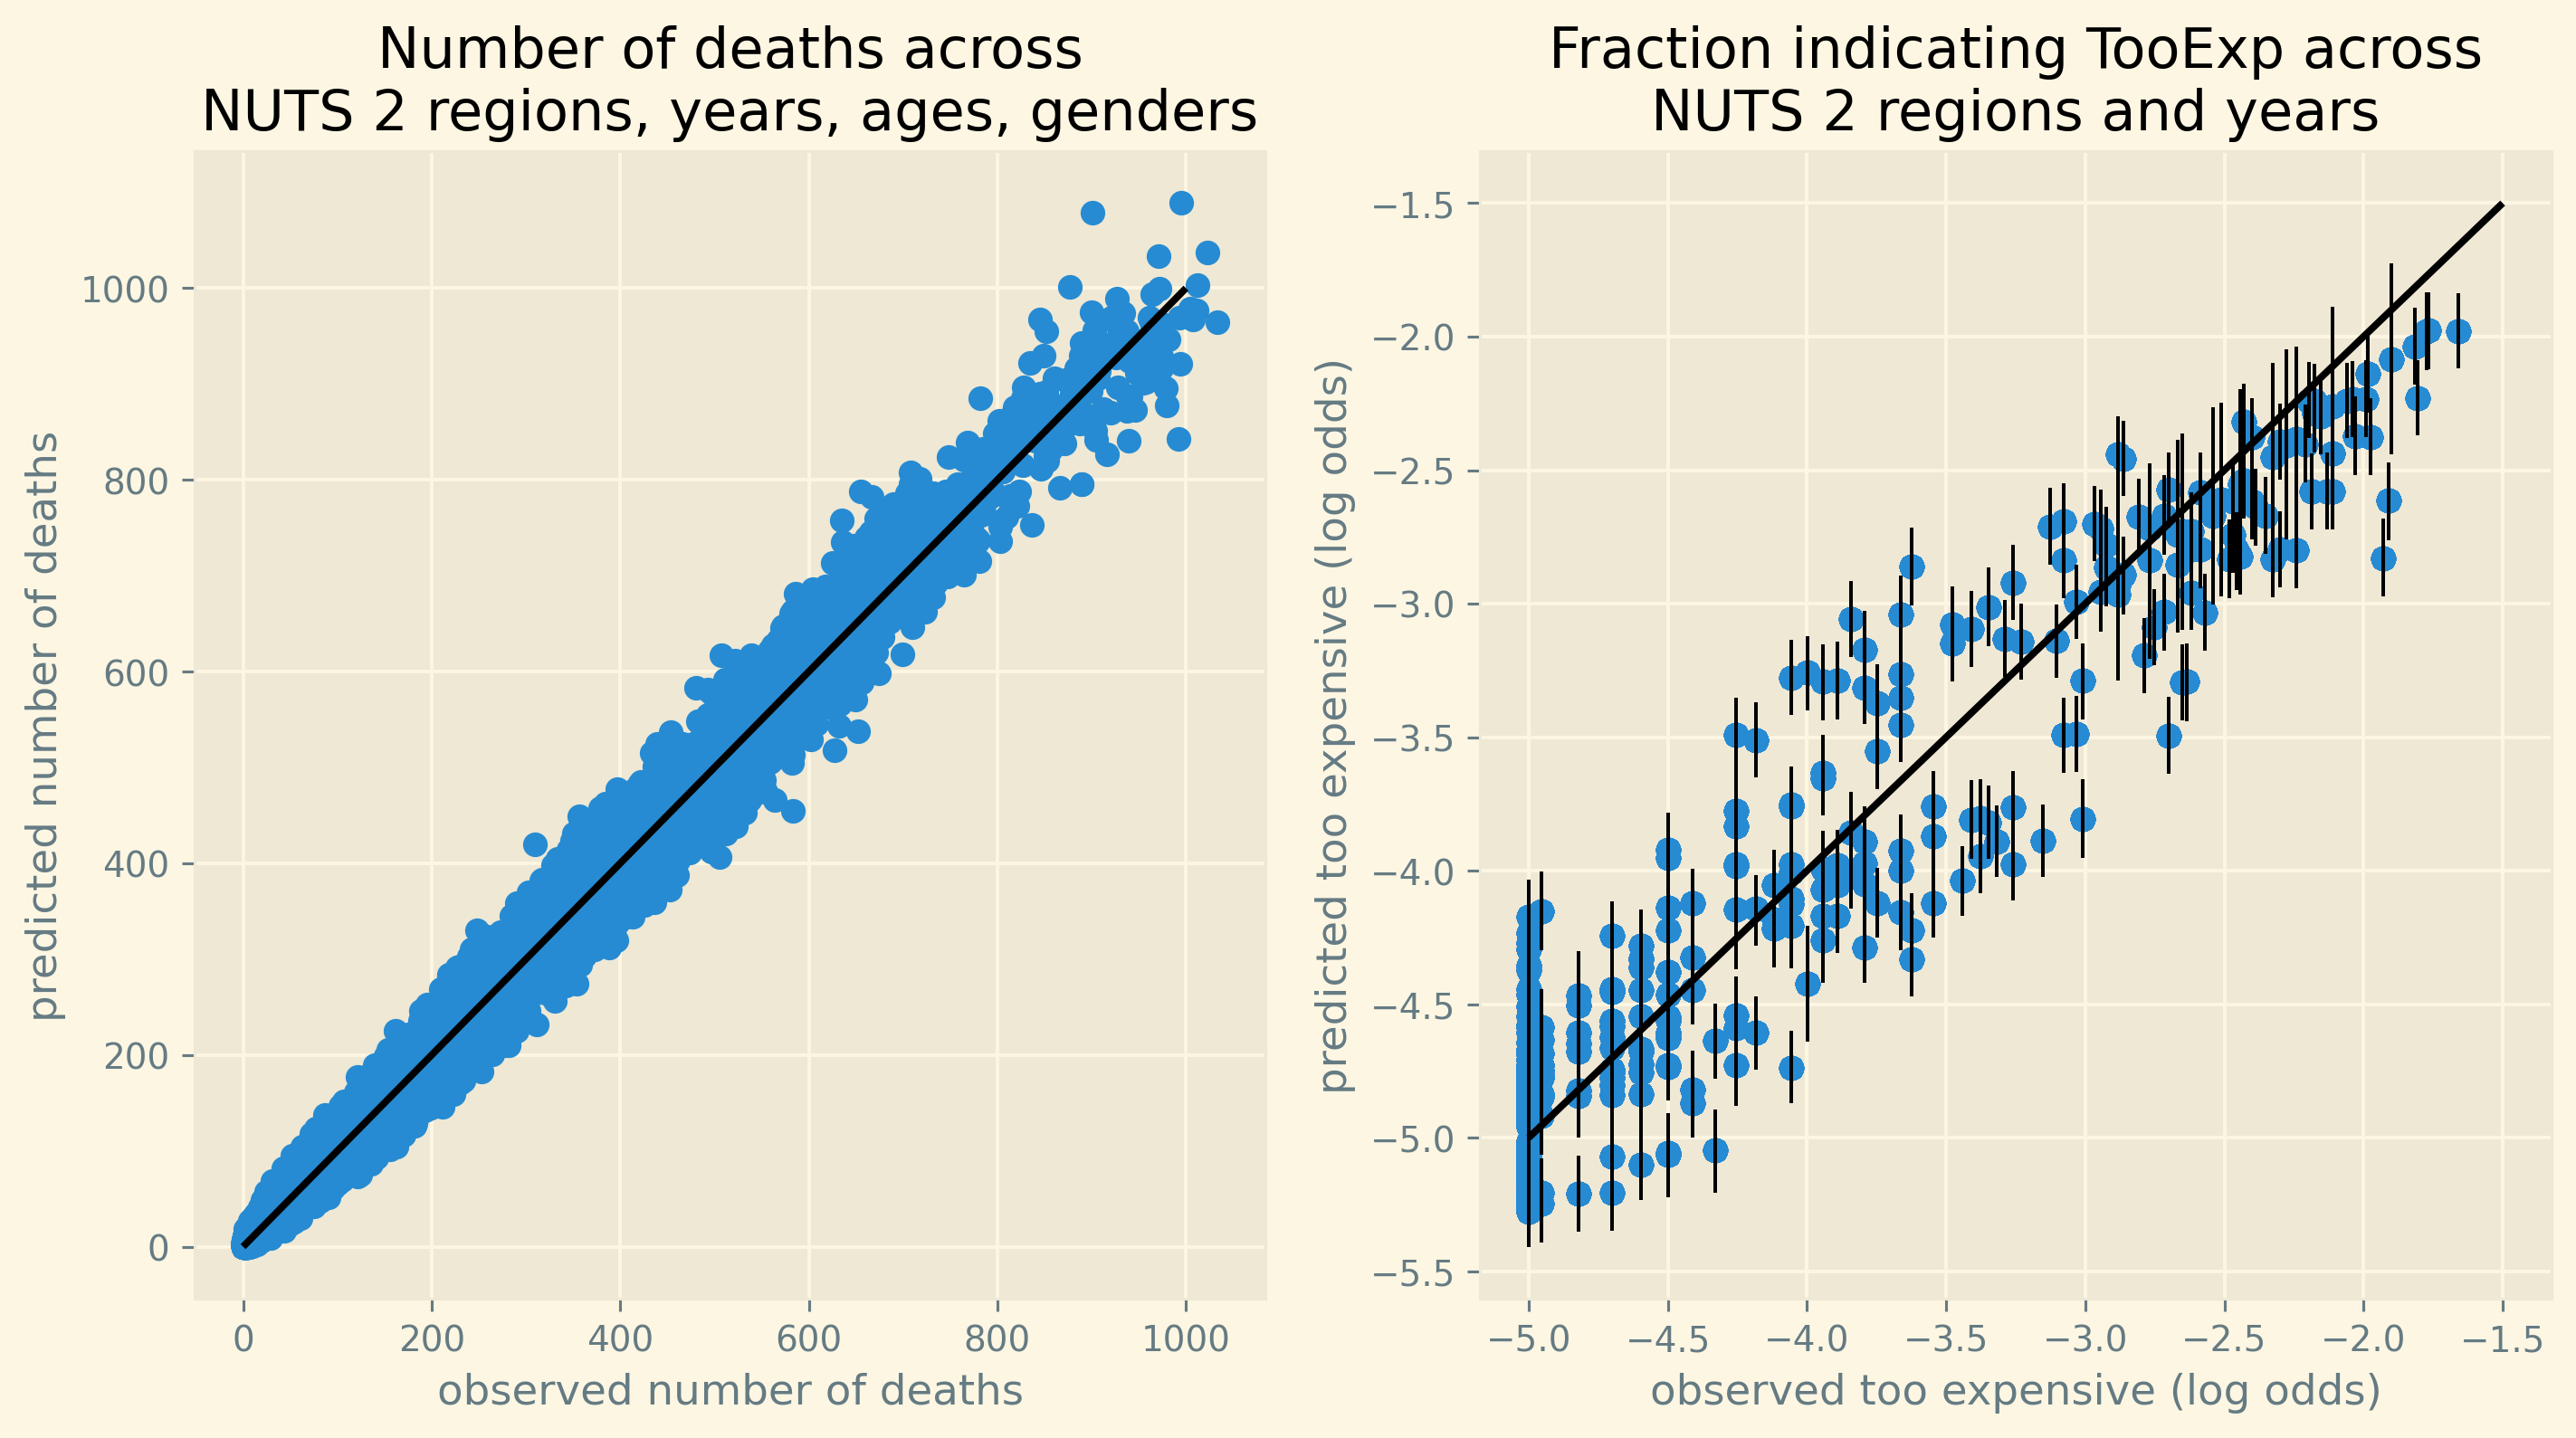 Number of deaths across
NUTS 2 regions, years, ages, genders
predicted number of deaths
1000
800
600
400
200
0
0 200 400 600 800 1000
observed number of deaths
Fraction indicating TooExp across
NUTS 2 regions and years
predicted too expensive (log odds)
−1.5
−2.0
−2.5
−3.0
−3.5
−4.0
−4.5
−5.0
−5.5
−5.0 −4.5 −4.0 −3.5 −3.0 −2.5 −2.0 −1.5
observed too expensive (log odds)